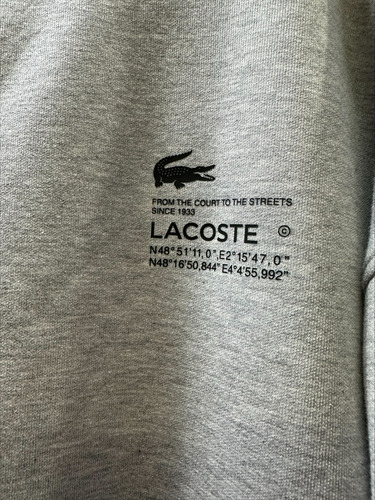 FROM THE COURT TO THE STREETS
SINCE 1933
LACOSTE ©
N48°51'11,0",E2°15'47,0"
N48°16'50,844"E4°4'55,992"